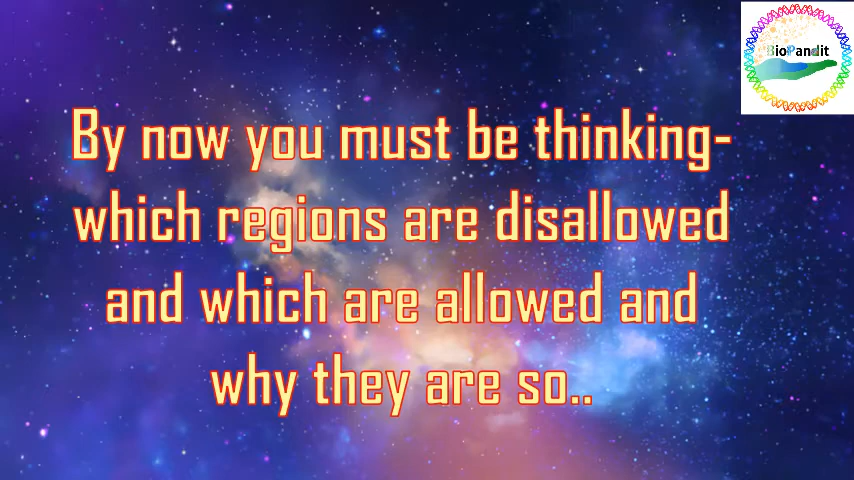 BioPandit
By now you must be thinking-
which regions are disallowed
and which are allowed and
why they are so..